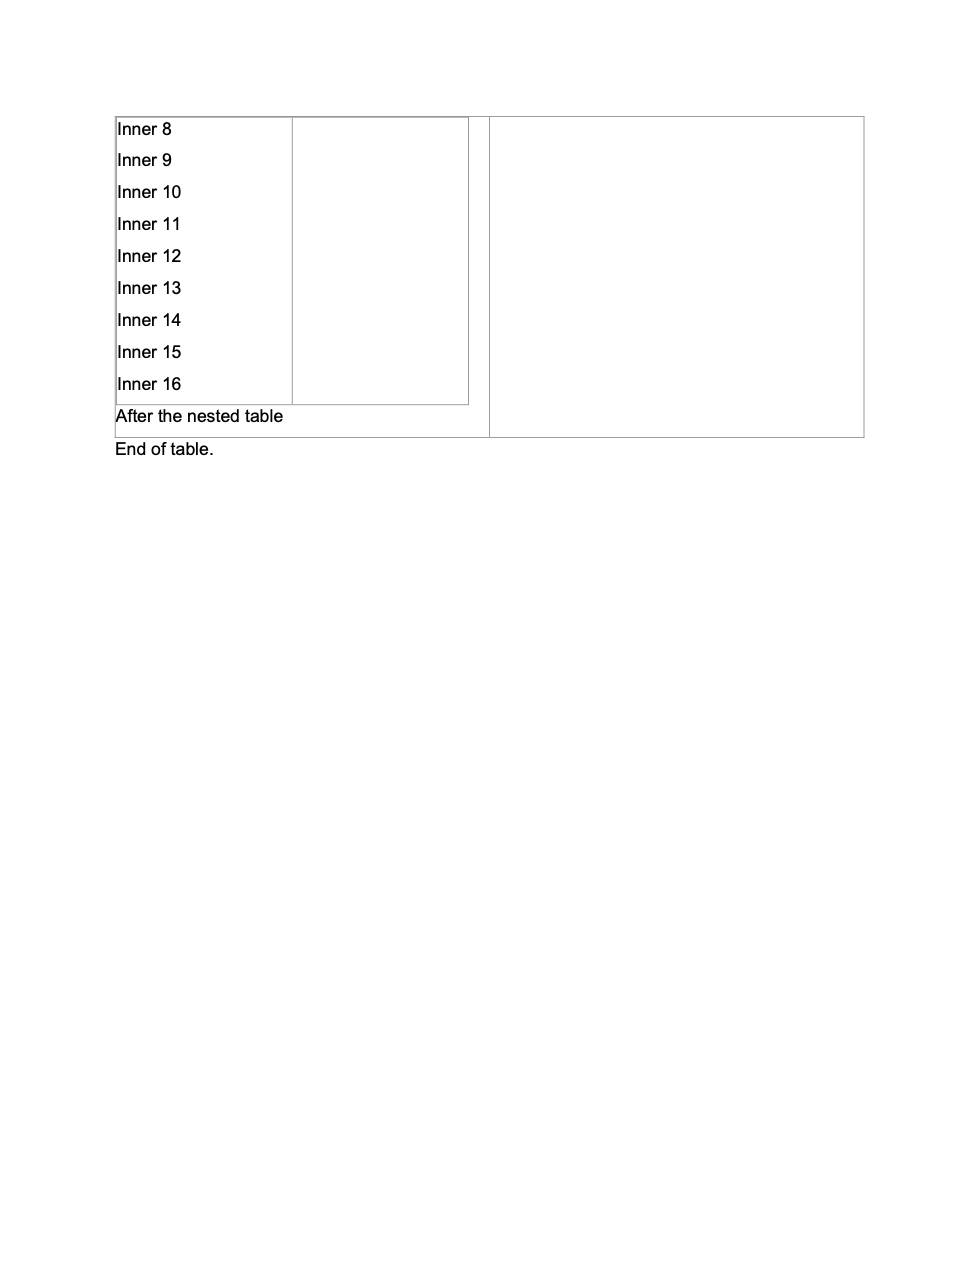 Inner 8
Inner 9
Inner 10
Inner 11
Inner 12
Inner 13
Inner 14
Inner 15
Inner 16
After the nested table
End of table.